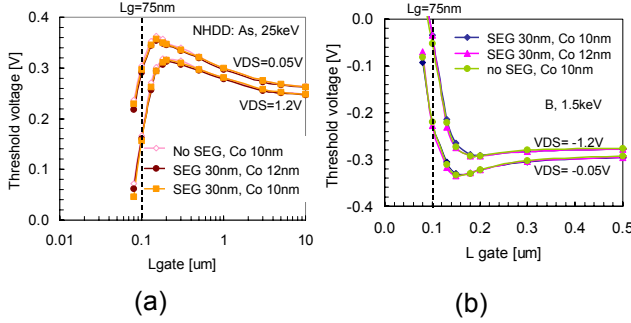 Lg=75nm
NHDD: As, 25keV
VDS=0.05V
VDS=1.2V
No SEG, Co 10nm
SEG 30nm, Co 12nm
SEG 30nm, Co 10nm
Threshold voltage [V]
0.4
0.3
0.2
0.1
0.0
0.01
0.1
1
10
Lgate [um]
(a)
Lg=75nm
SEG 30nm, Co 10nm
SEG 30nm, Co 12nm
no SEG, Co 10nm
B, 1.5keV
VDS= -1.2V
VDS= -0.05V
Threshold voltage [V]
0.0
-0.1
-0.2
-0.3
-0.4
0.0
0.1
0.2
0.3
0.4
0.5
L gate [um]
(b)